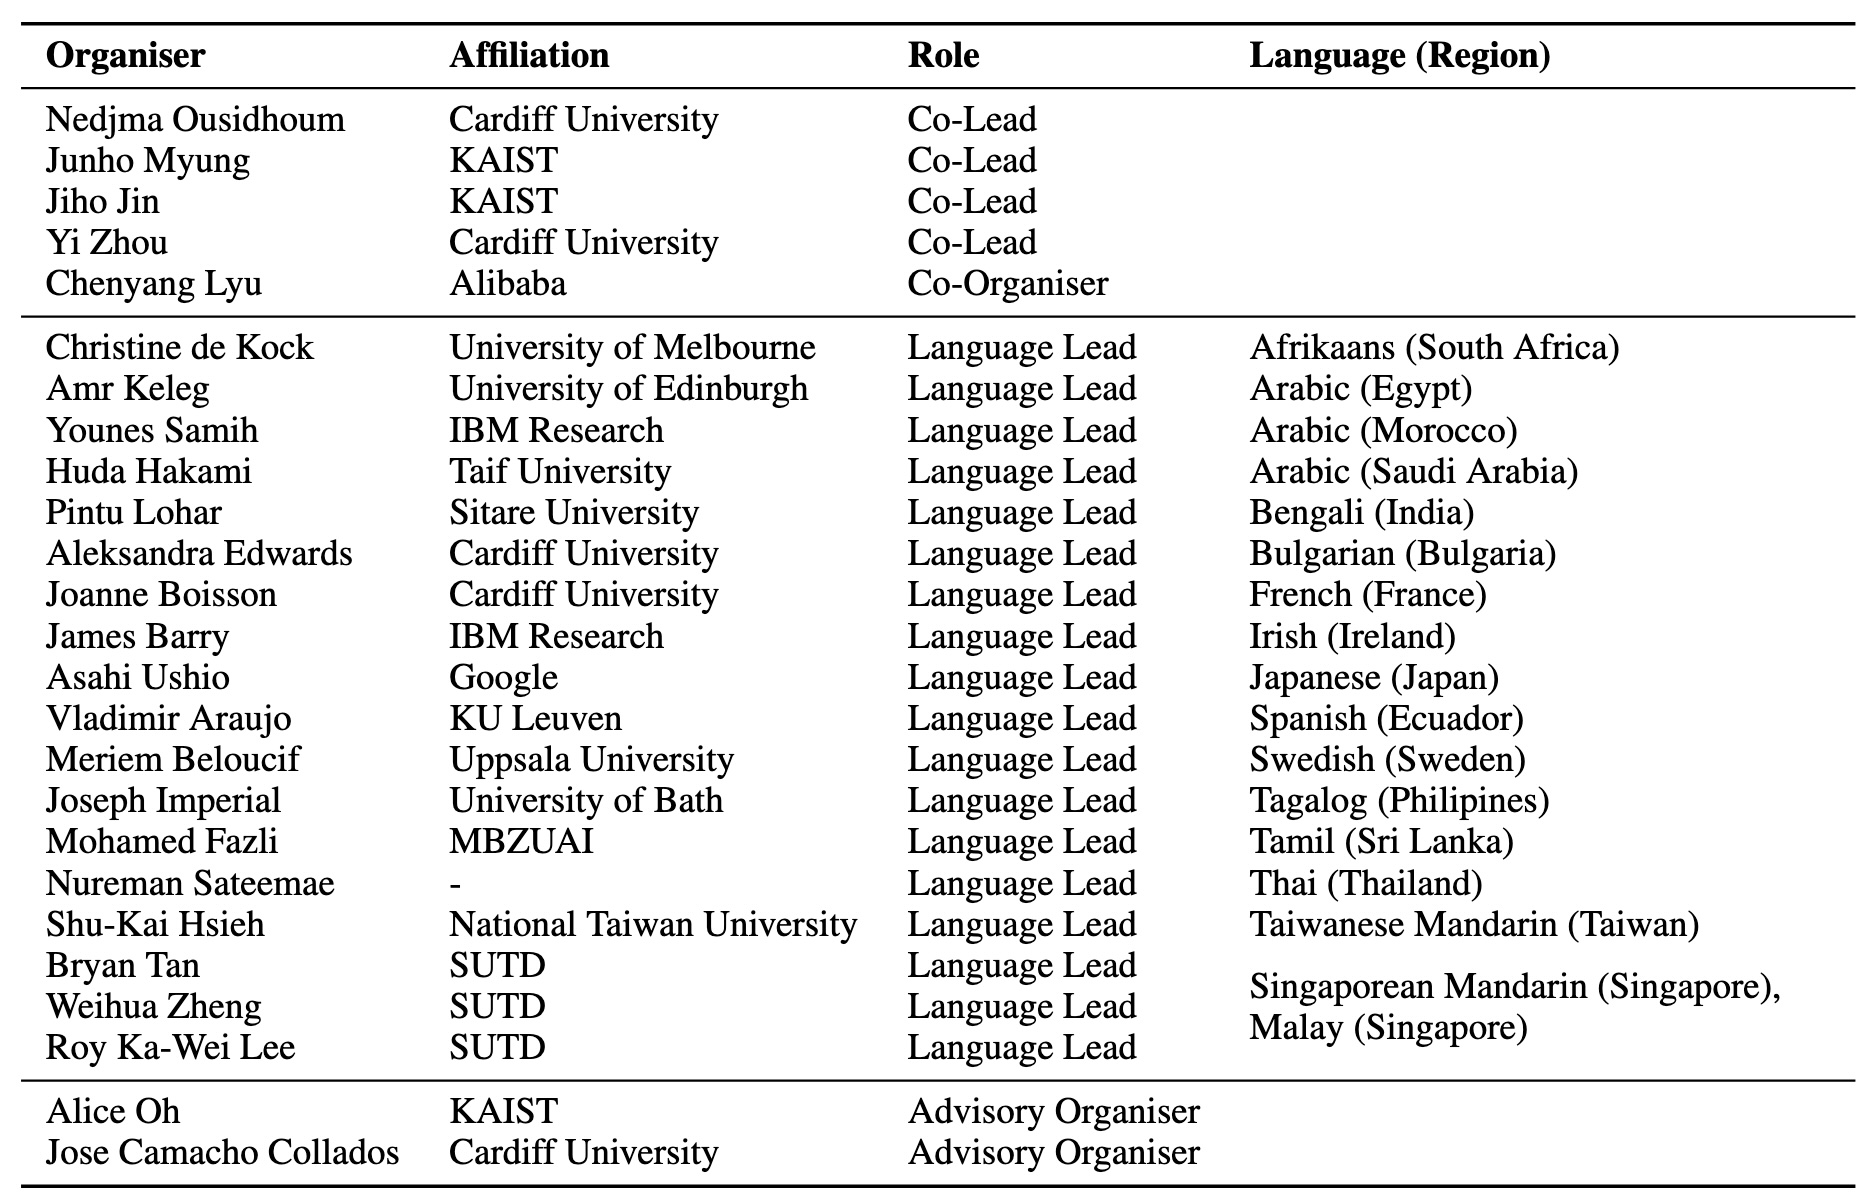 Organiser Affiliation Role Language (Region)
Nedjma Ousidhoum Cardiff University Co-Lead
Junho Myung KAIST Co-Lead
Jiho Jin KAIST Co-Lead
Yi Zhou Cardiff University Co-Lead
Chenyang Lyu Alibaba Co-Organiser
Christine de Kock University of Melbourne Language Lead Afrikaans (South Africa)
Amr Keleg University of Edinburgh Language Lead Arabic (Egypt)
Younes Samih IBM Research Language Lead Arabic (Morocco)
Huda Hakami Taif University Language Lead Arabic (Saudi Arabia)
Pintu Lohar Sitare University Language Lead Bengali (India)
Aleksandra Edwards Cardiff University Language Lead Bulgarian (Bulgaria)
Joanne Boisson Cardiff University Language Lead French (France)
James Barry IBM Research Language Lead Irish (Ireland)
Asahi Ushio Google Language Lead Japanese (Japan)
Vladimir Araujo KU Leuven Language Lead Spanish (Ecuador)
Meriem Beloucif Uppsala University Language Lead Swedish (Sweden)
Joseph Imperial University of Bath Language Lead Tagalog (Philipines)
Mohamed Fazli MBZUAI Language Lead Tamil (Sri Lanka)
Nureman Sateemae - Language Lead Thai (Thailand)
Shu-Kai Hsieh National Taiwan University Language Lead Taiwanese Mandarin (Taiwan)
Bryan Tan SUTD Language Lead
Singaporean Mandarin (Singapore),
Weihua Zheng SUTD Language Lead
Malay (Singapore)
Roy Ka-Wei Lee SUTD Language Lead
Alice Oh KAIST Advisory Organiser
Jose Camacho Collados Cardiff University Advisory Organiser